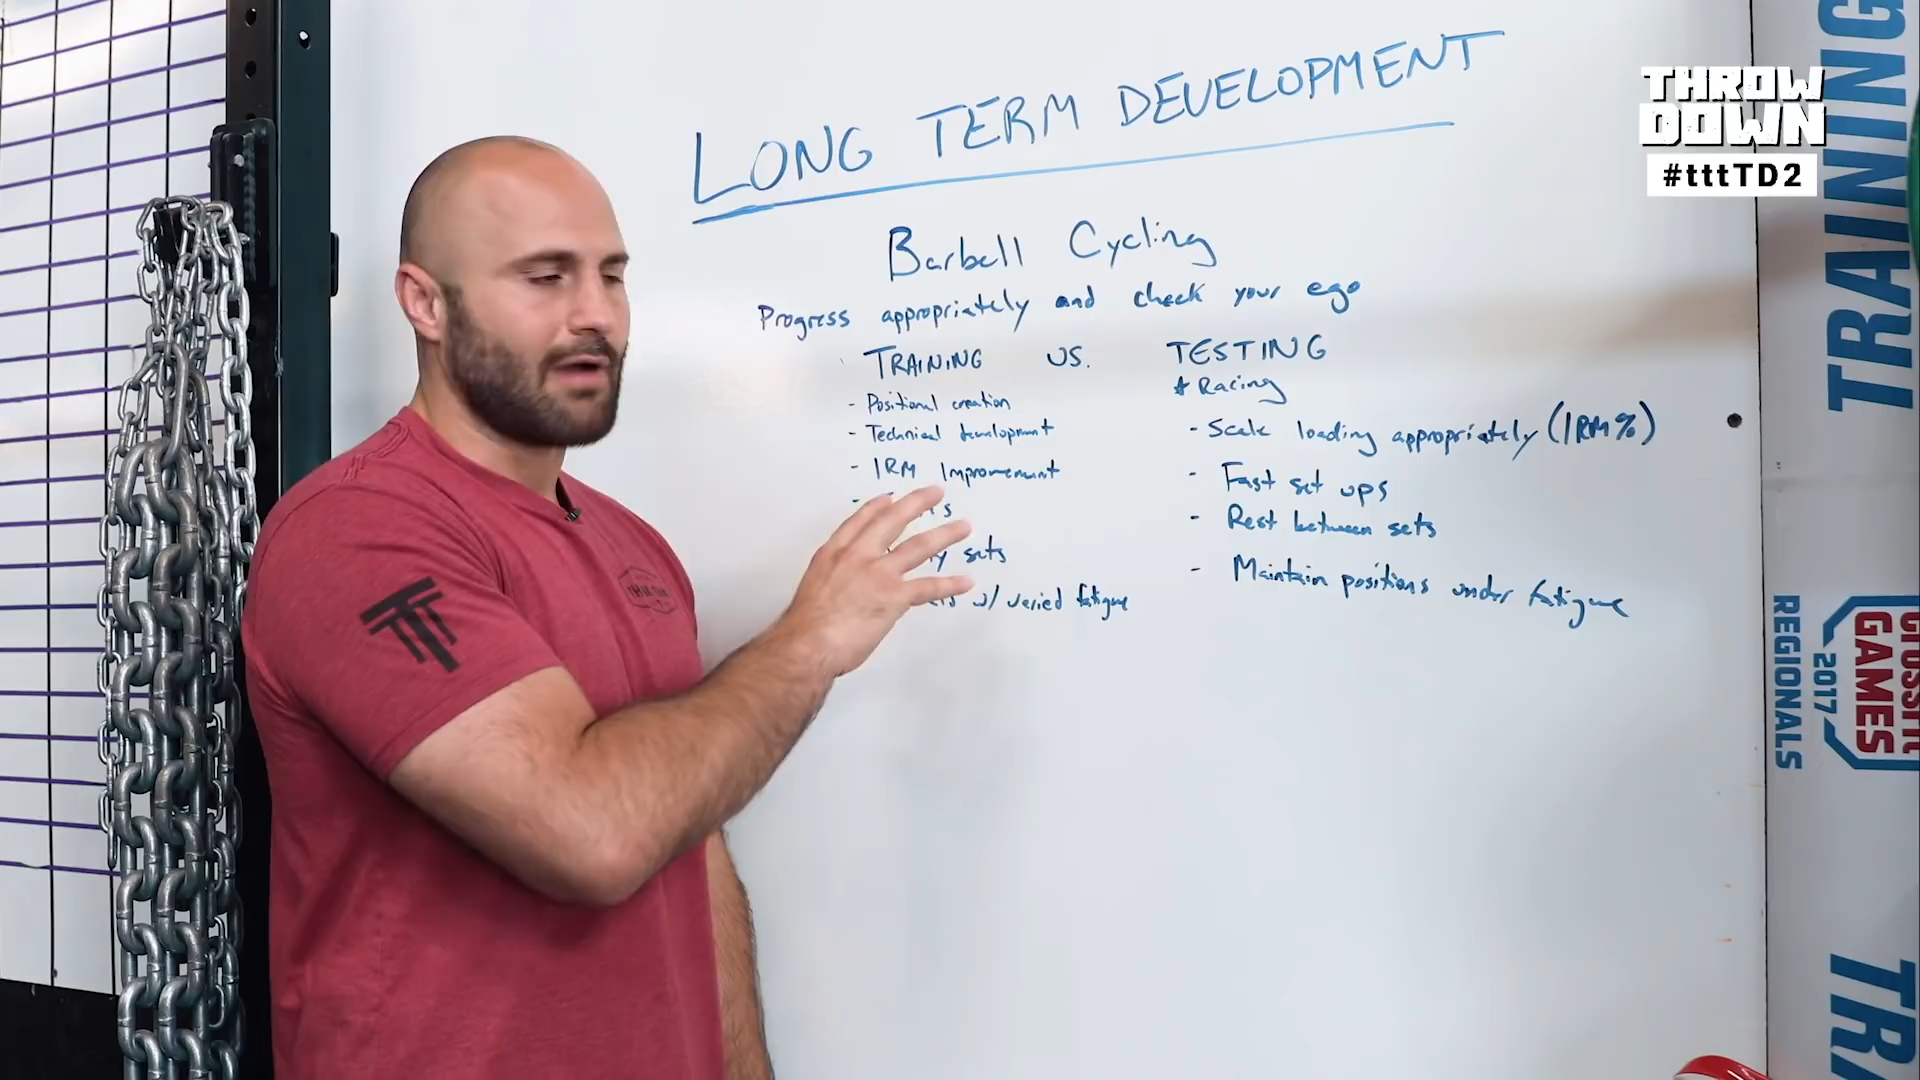 LONG TERM DEVELOPMENT
Barbell Cycling
Progress appropriately and check your ego
TRAINING VS. TESTING
- Positional creation
- Technical development
- 1RM Improvement
sets
w/ varied fatigue
* Racing
- Scale loading appropriately (1RM%)
- Fast set ups
- Rest between sets
- Maintain positions under fatigue
THROW
DOWN
#tttTD2
TTT
TRAINING
REGIONALS
2017
CROSSFIT
GAMES